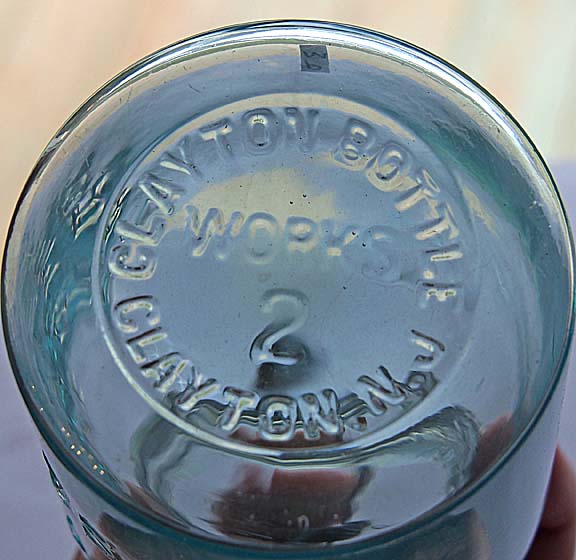 CLAYTON BOTTLE
WORKS
2
CLAYTON. N. J